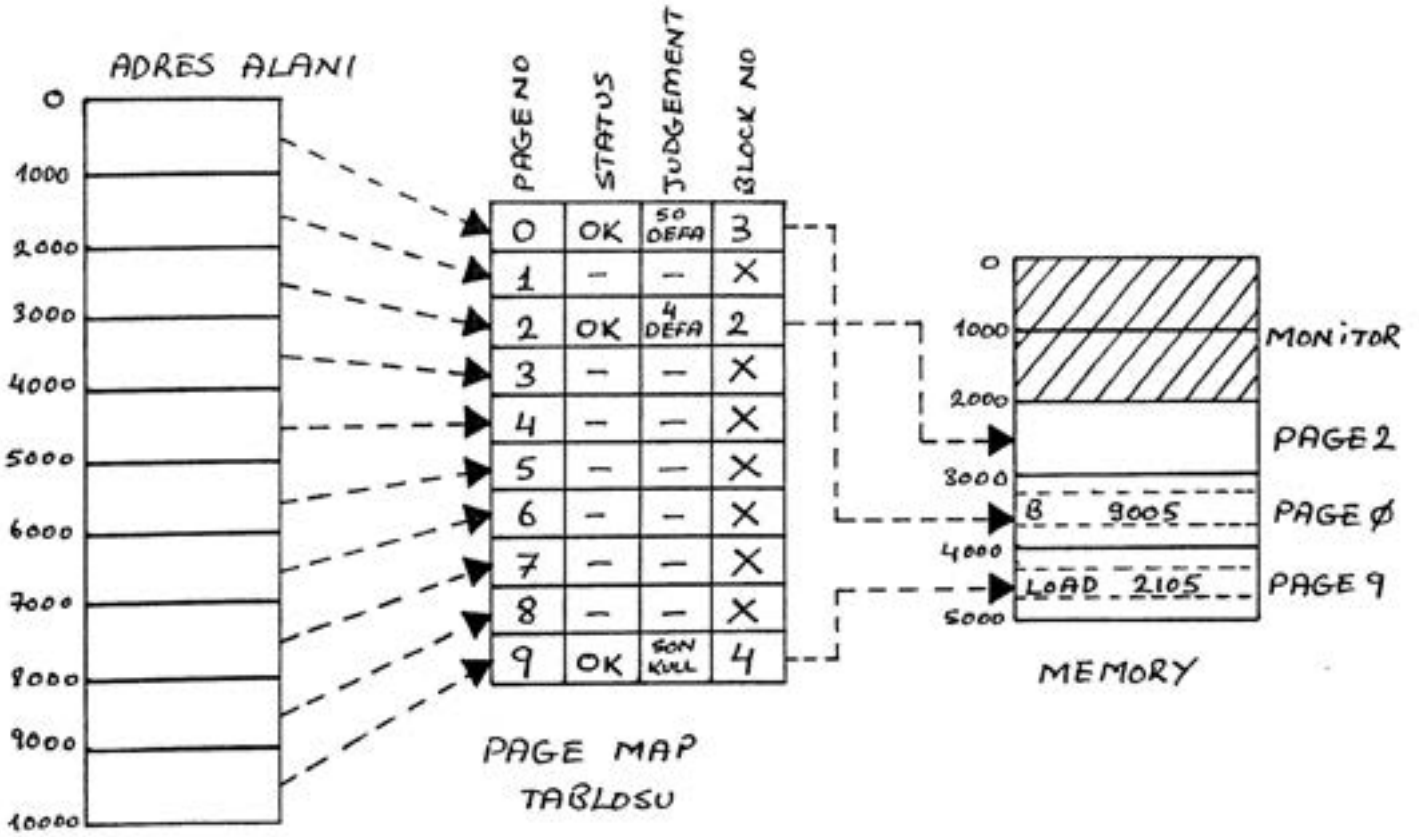 ADRES ALANI
0
1000
2000
3000
4000
5000
6000
7000
8000
9000
10000
PAGE NO
STATUS
JUDGEMENT
BLOCK NO
0 OK 50 DEFA 3
1 - - X
2 OK 4 DEFA 2
3 - - X
4 - - X
5 - - X
6 - - X
7 - - X
8 - - X
9 OK SON KULL 4
PAGE MAP
TABLOSU
0
1000 MONİTOR
2000
PAGE 2
3000
B 9005 PAGE Ø
4000
LOAD 2105 PAGE 9
5000
MEMORY